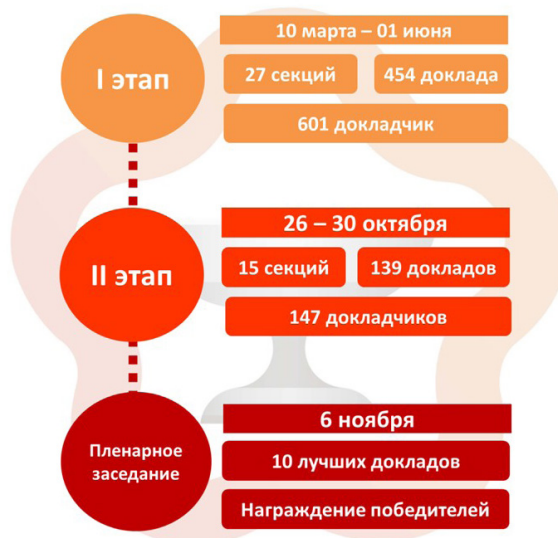 10 марта – 01 июня
I этап
27 секций
454 доклада
601 докладчик
26 – 30 октября
II этап
15 секций
139 докладов
147 докладчиков
6 ноября
Пленарное
заседание
10 лучших докладов
Награждение победителей